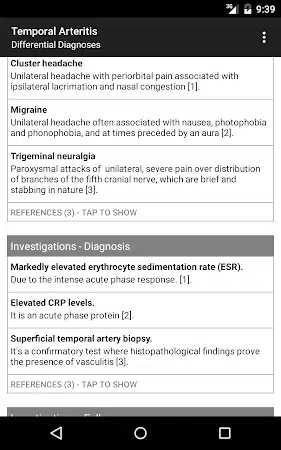 3G 9:39
Temporal Arteritis
Differential Diagnoses
Cluster headache
Unilateral headache with periorbital pain associated with
ipsilateral lacrimation and nasal congestion [1].
Migraine
Unilateral headache often associated with nausea, photophobia
and phonophobia, and at times preceded by an aura [2].
Trigeminal neuralgia
Paroxysmal attacks of unilateral, severe pain over distribution
of branches of the fifth cranial nerve, which are brief and
stabbing in nature [3].
REFERENCES (3) - TAP TO SHOW
Investigations - Diagnosis
Markedly elevated erythrocyte sedimentation rate (ESR).
Due to the intense acute phase response. [1].
Elevated CRP levels.
It is an acute phase protein [2].
Superficial temporal artery biopsy.
It's a confirmatory test where histopathological findings prove
the presence of vasculitis [3].
REFERENCES (3) - TAP TO SHOW